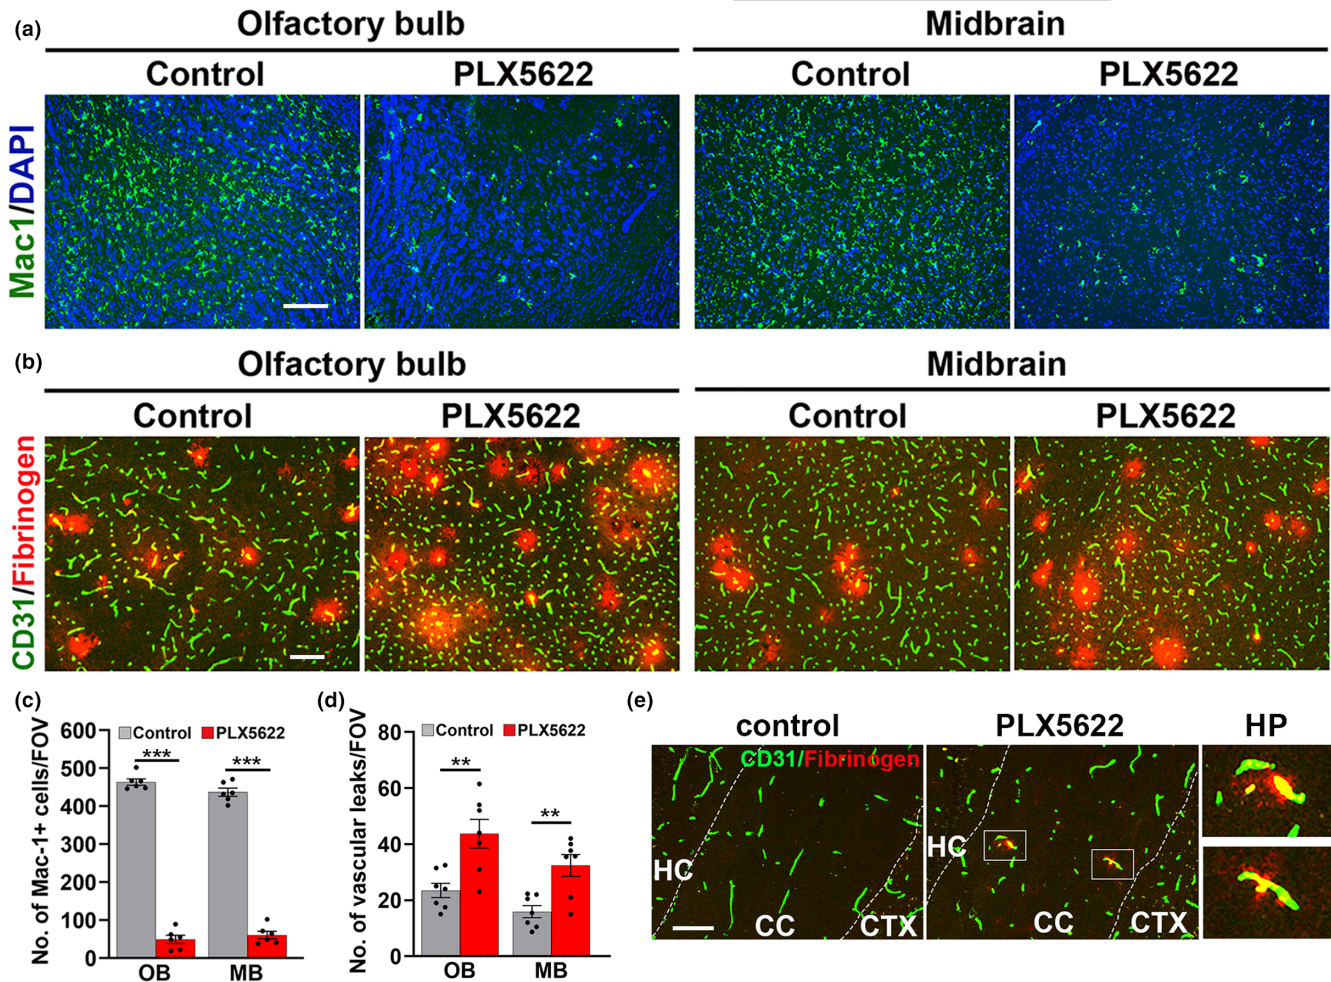 (a)
Olfactory bulb
Midbrain
Control
PLX5622
Control
PLX5622
Mac1/DAPI
(b)
Olfactory bulb
Midbrain
Control
PLX5622
Control
PLX5622
CD31/Fibrinogen
(c)
No. of Mac-1+ cells/FOV
600
500
400
300
200
100
0
Control
PLX5622
***
***
OB
MB
(d)
No. of vascular leaks/FOV
80
60
40
20
0
Control
PLX5622
**
**
OB
MB
(e)
control
PLX5622
HP
CD31/Fibrinogen
HC
CC
CTX
HC
CC
CTX